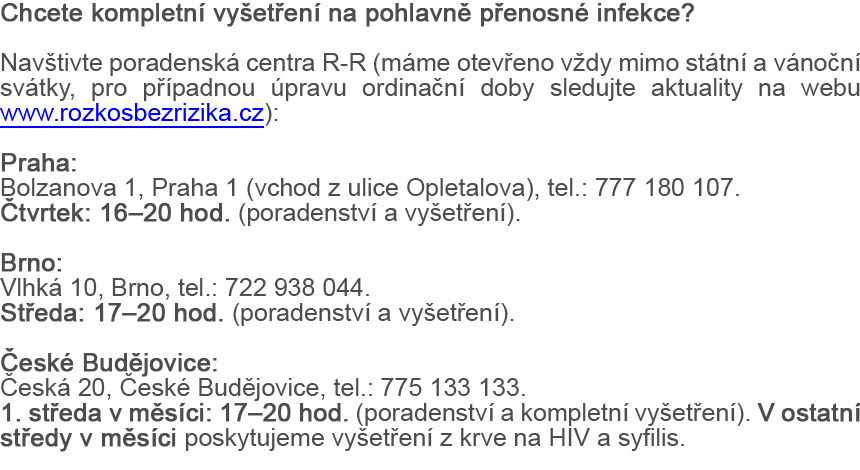 Chcete kompletní vyšetření na pohlavně přenosné infekce?
Navštivte poradenská centra R-R (máme otevřeno vždy mimo státní a vánoční
svátky, pro případnou úpravu ordinační doby sledujte aktuality na webu
www.rozkosbezrizika.cz):
Praha:
Bolzanova 1, Praha 1 (vchod z ulice Opletalova), tel.: 777 180 107.
Čtvrtek: 16–20 hod. (poradenství a vyšetření).
Brno:
Vlhká 10, Brno, tel.: 722 938 044.
Středa: 17–20 hod. (poradenství a vyšetření).
České Budějovice:
Česká 20, České Budějovice, tel.: 775 133 133.
1. středa v měsíci: 17–20 hod. (poradenství a kompletní vyšetření). V ostatní
středy v měsíci poskytujeme vyšetření z krve na HIV a syfilis.